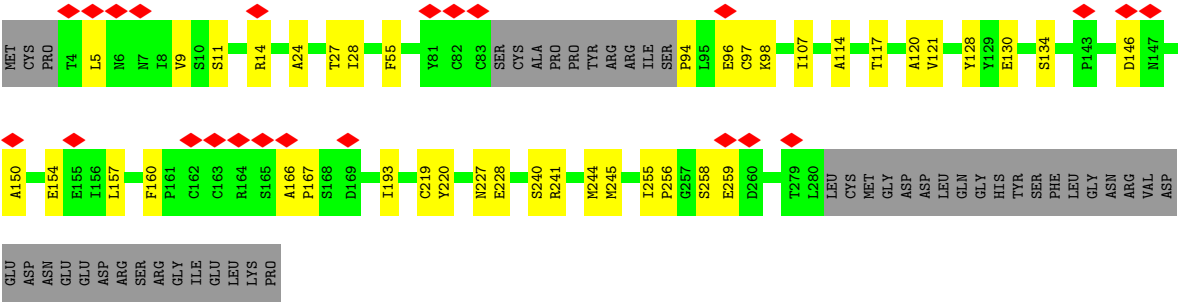 MET CYS PRO T4 L5 N6 N7 I8 V9 S10 S11 R14 A24 T27 I28 F55 Y81 C82 C83 SER CYS ALA PRO PRO TYR ARG ARG ILE SER P94 L95 E96 C97 K98 I107 A114 T117 A120 V121 Y128 Y129 E130 S134 P143 D146 N147
A150 E154 E155 I156 L157 F160 P161 C162 C163 R164 S165 A166 P167 S168 D169 I193 C219 Y220 N227 E228 S240 R241 M244 M245 I255 P256 G257 S258 E259 D260 T279 L280 LEU CYS MET GLY ASP ASP LEU GLN GLY HIS TYR SER PHE LEU GLY ASN ARG VAL ASP
GLU ASP ASN GLU GLU ASP ARG SER ARG GLY ILE GLU LEU LYS PRO